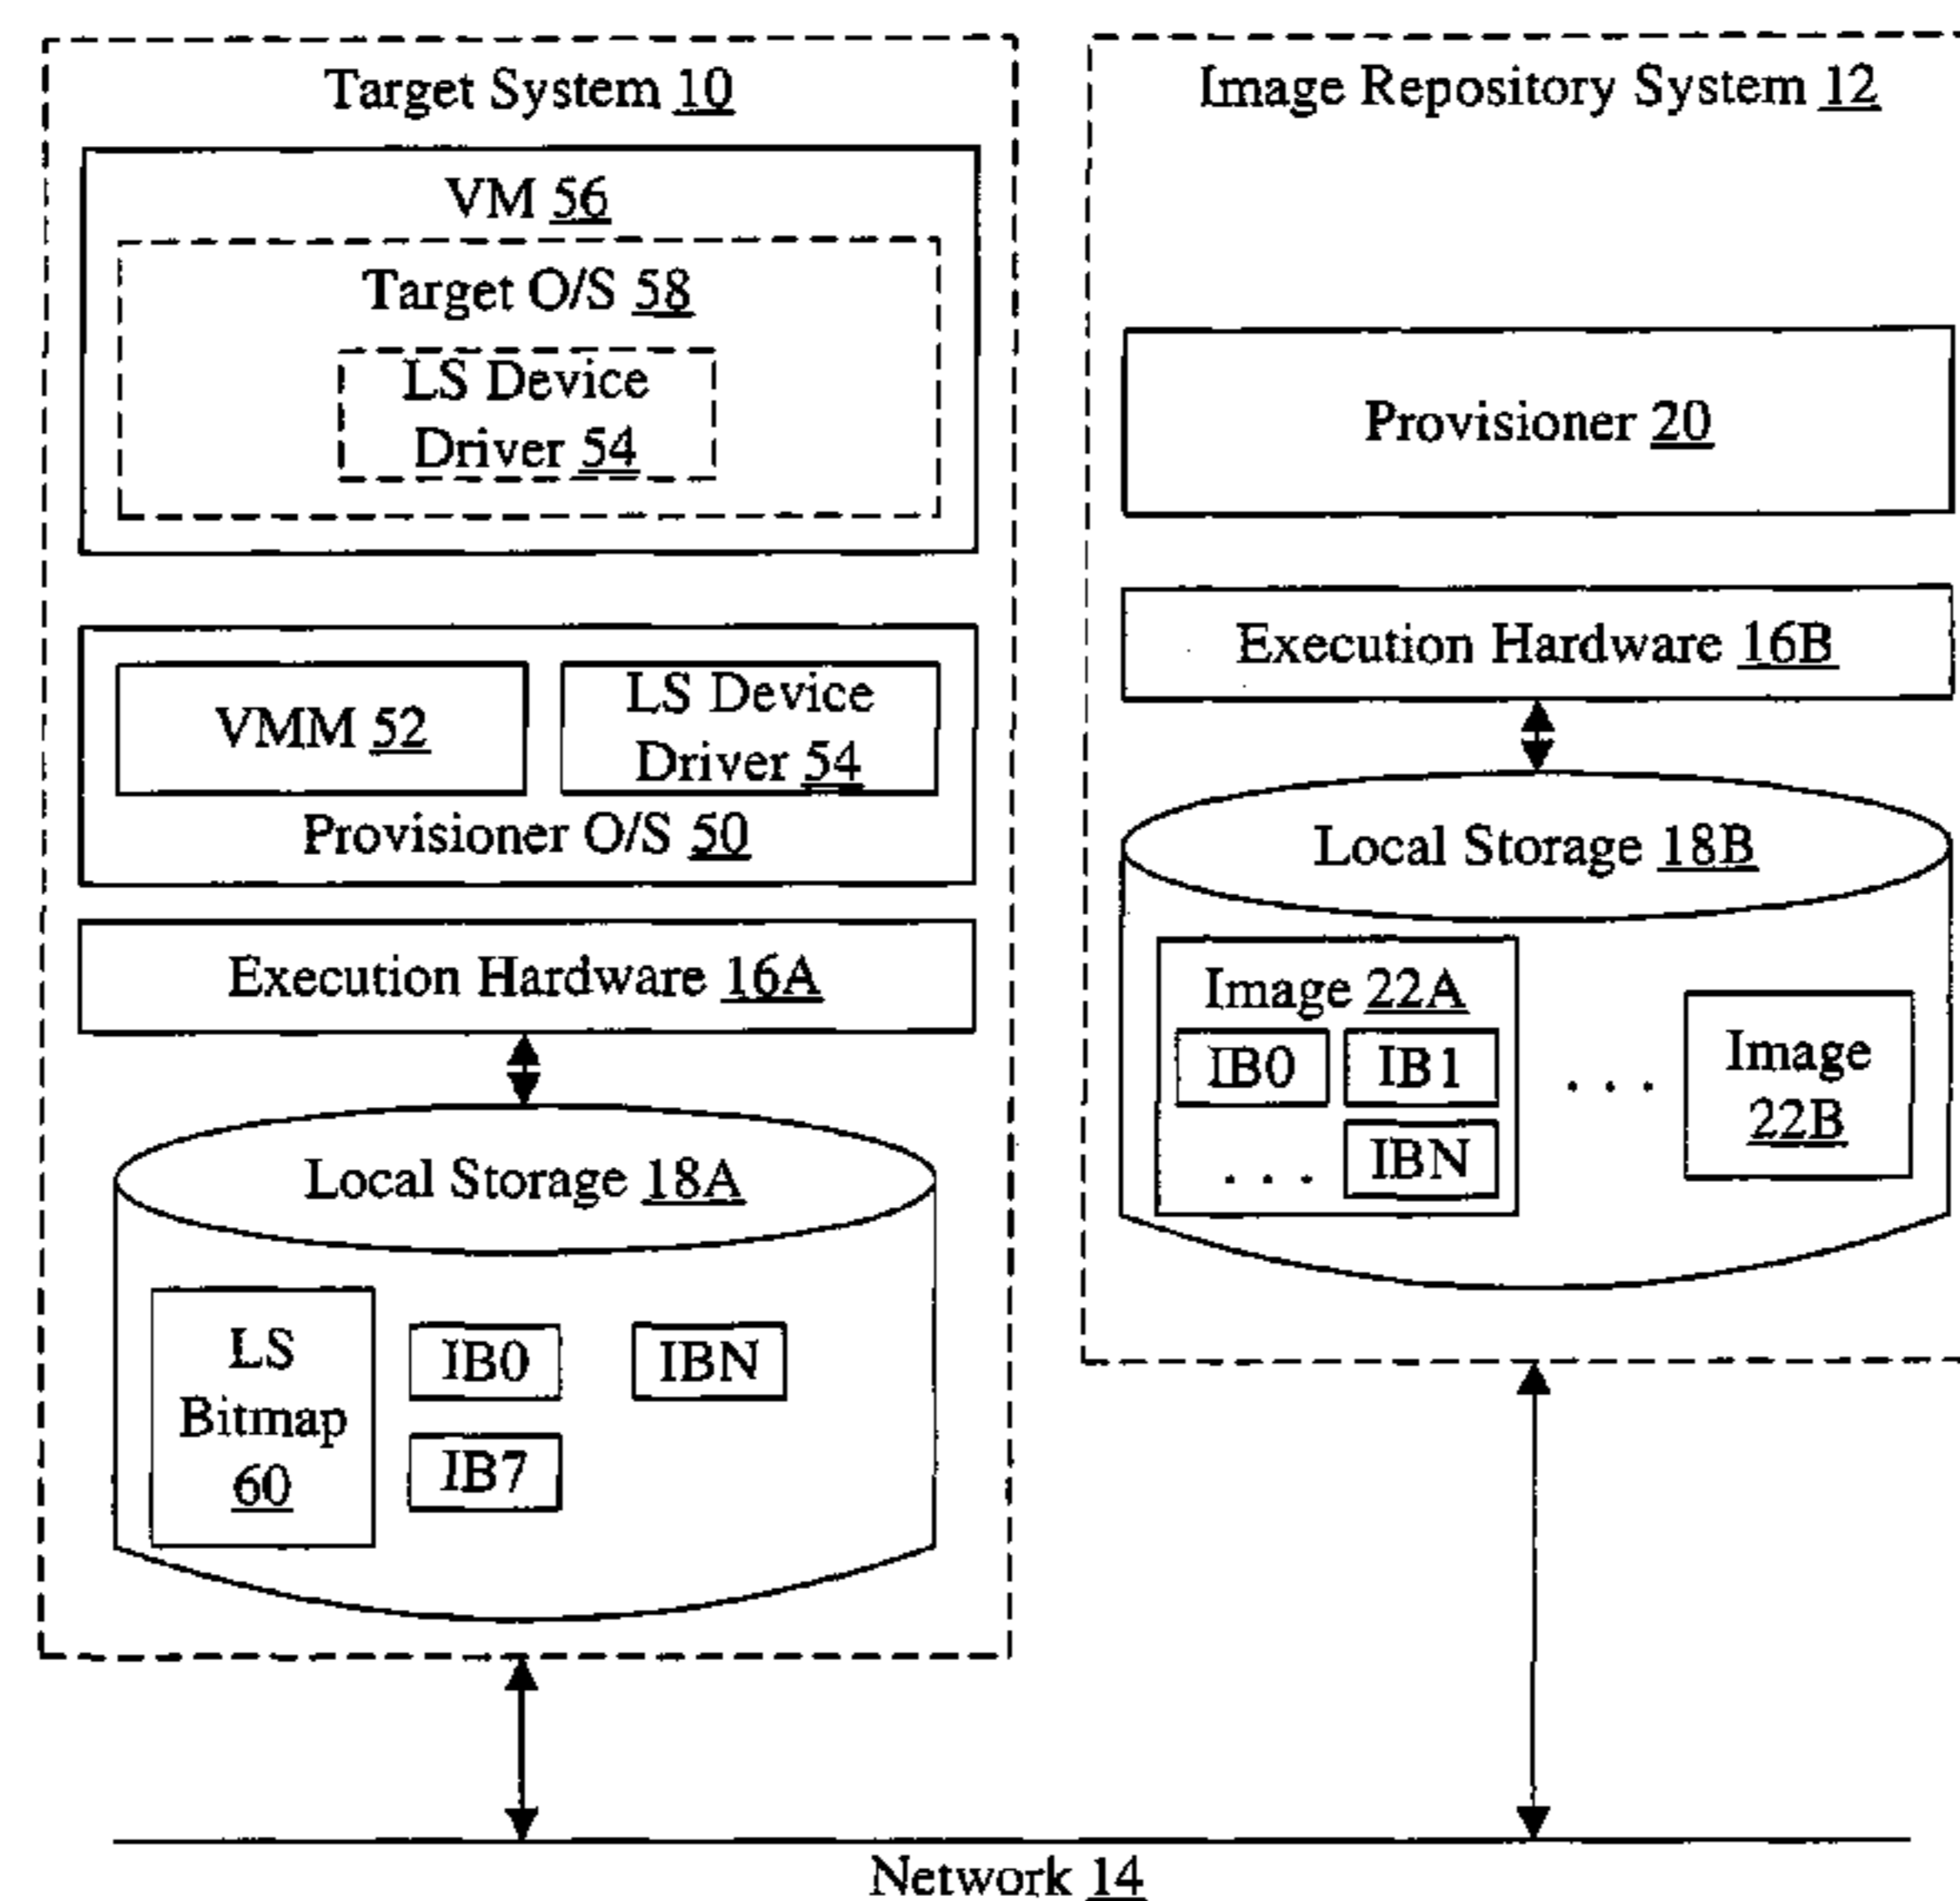 Target System 10
VM 56
Target O/S 58
LS Device
Driver 54
VMM 52
LS Device
Driver 54
Provisioner O/S 50
Execution Hardware 16A
Local Storage 18A
LS
Bitmap
60
IB0
IBN
IB7
Image Repository System 12
Provisioner 20
Execution Hardware 16B
Local Storage 18B
Image 22A
IB0
IB1
. . .
IBN
. . .
Image
22B
Network 14